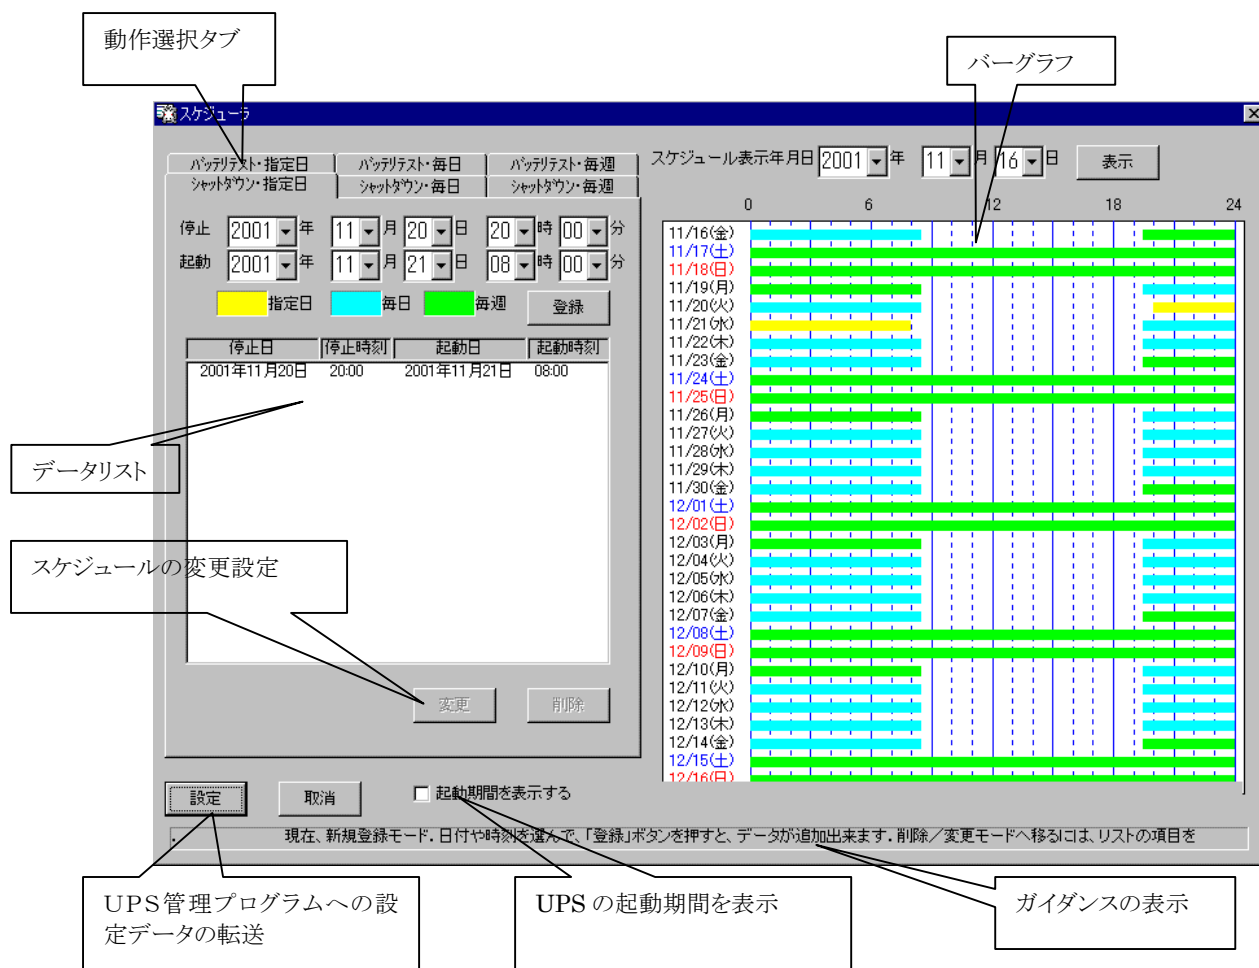 動作選択タブ
バーグラフ
スケジューラ
バッテリテスト・指定日 バッテリテスト・毎日 バッテリテスト・毎週
シャットダウン・指定日 シャットダウン・毎日 シャットダウン・毎週
スケジュール表示年月日 2001 年 11 月 16 日 表示
停止 2001 年 11 月 20 日 20 時 00 分
起動 2001 年 11 月 21 日 08 時 00 分
指定日 毎日 毎週 登録
停止日 停止時刻 起動日 起動時刻
2001年11月20日 20:00 2001年11月21日 08:00
データリスト
スケジュールの変更設定
変更 削除
0 6 12 18 24
11/16(金)
11/17(土)
11/18(日)
11/19(月)
11/20(火)
11/21(水)
11/22(木)
11/23(金)
11/24(土)
11/25(日)
11/26(月)
11/27(火)
11/28(水)
11/29(木)
11/30(金)
12/01(土)
12/02(日)
12/03(月)
12/04(火)
12/05(水)
12/06(木)
12/07(金)
12/08(土)
12/09(日)
12/10(月)
12/11(火)
12/12(水)
12/13(木)
12/14(金)
12/15(土)
12/16(日)
設定 取消 起動期間を表示する
. 現在、新規登録モード.日付や時刻を選んで、「登録」ボタンを押すと、データが追加出来ます.削除／変更モードへ移るには、リストの項目を
UPS管理プログラムへの設
定データの転送
UPS の起動期間を表示
ガイダンスの表示